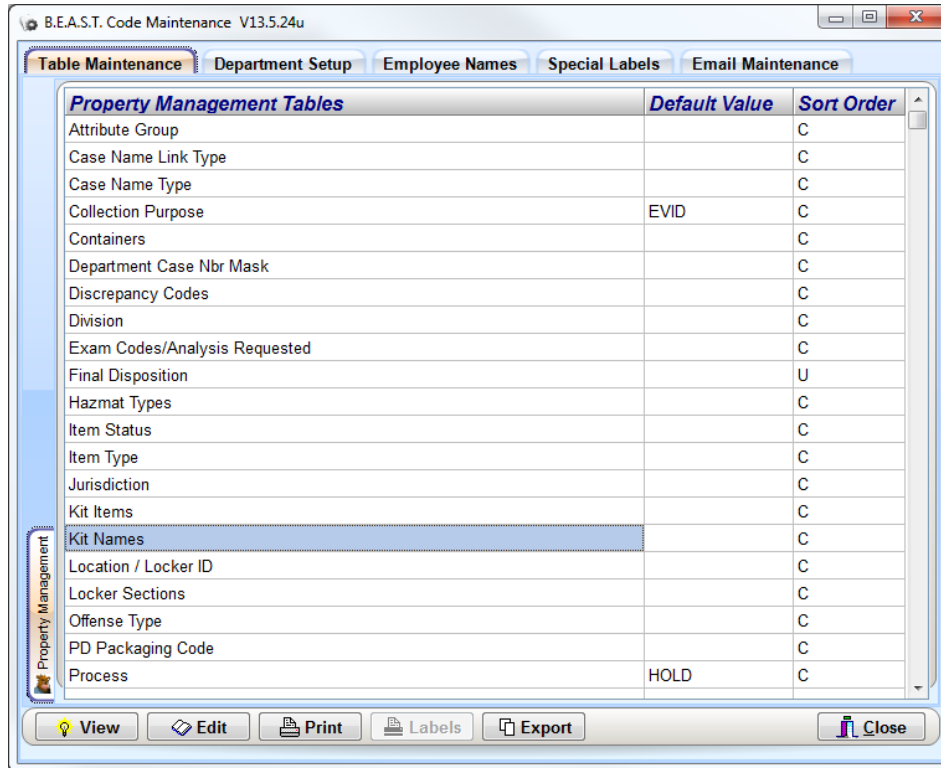 B.E.A.S.T. Code Maintenance V13.5.24u
Table Maintenance Department Setup Employee Names Special Labels Email Maintenance
Property Management Tables Default Value Sort Order
Attribute Group C
Case Name Link Type C
Case Name Type C
Collection Purpose EVID C
Containers C
Department Case Nbr Mask C
Discrepancy Codes C
Division C
Exam Codes/Analysis Requested C
Final Disposition U
Hazmat Types C
Item Status C
Item Type C
Jurisdiction C
Kit Items C
Kit Names C
Location / Locker ID C
Locker Sections C
Offense Type C
PD Packaging Code C
Process HOLD C
Property Management
View Edit Print Labels Export Close